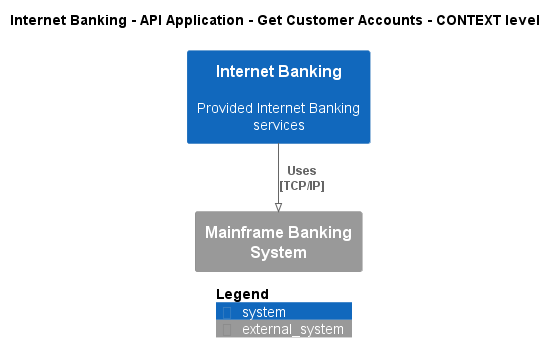 Internet Banking - API Application - Get Customer Accounts - CONTEXT level
Internet Banking
Provided Internet Banking
services
Uses
[TCP/IP]
Mainframe Banking
System
Legend
system
external_system